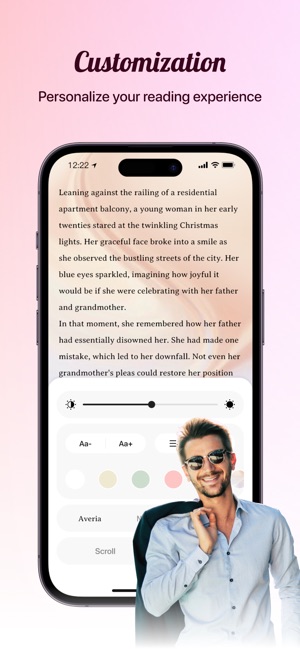 Customization
Personalize your reading experience
12:22
Leaning against the railing of a residential
apartment balcony, a young woman in her early
twenties stared at the twinkling Christmas
lights. Her graceful face broke into a smile as
she observed the bustling streets of the city. Her
blue eyes sparkled, imagining how joyful it
would be if she were celebrating with her father
and grandmother.
In that moment, she remembered how her father
had essentially disowned her. She had made one
mistake, which led to her downfall. Not even her
grandmother's pleas could restore her position
Aa- Aa+
Averia
Scroll